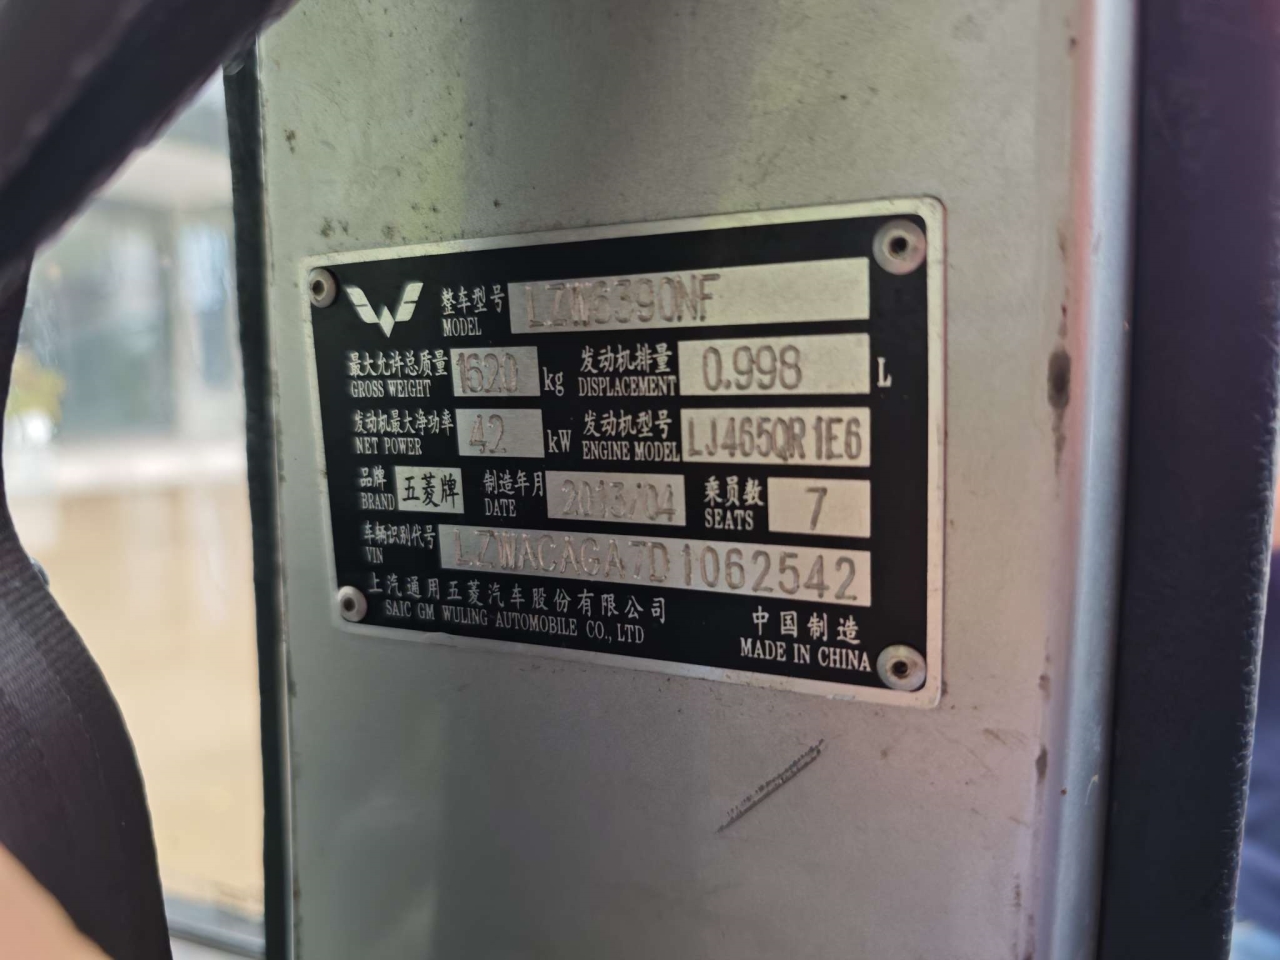 整车型号 LZW6390NF
MODEL
最大允许总质量 1620 kg 发动机排量 0.998 L
GROSS WEIGHT DISPLACEMENT
发动机最大净功率 42 kW 发动机型号 LJ465QR1E6
NET POWER ENGINE MODEL
品牌 五菱牌 制造年月 2013/04 乘员数 7
BRAND DATE SEATS
车辆识别代号 LZWACAGA7D1062542
VIN
上汽通用五菱汽车股份有限公司
SAIC GM WULING AUTOMOBILE CO., LTD
中国制造
MADE IN CHINA